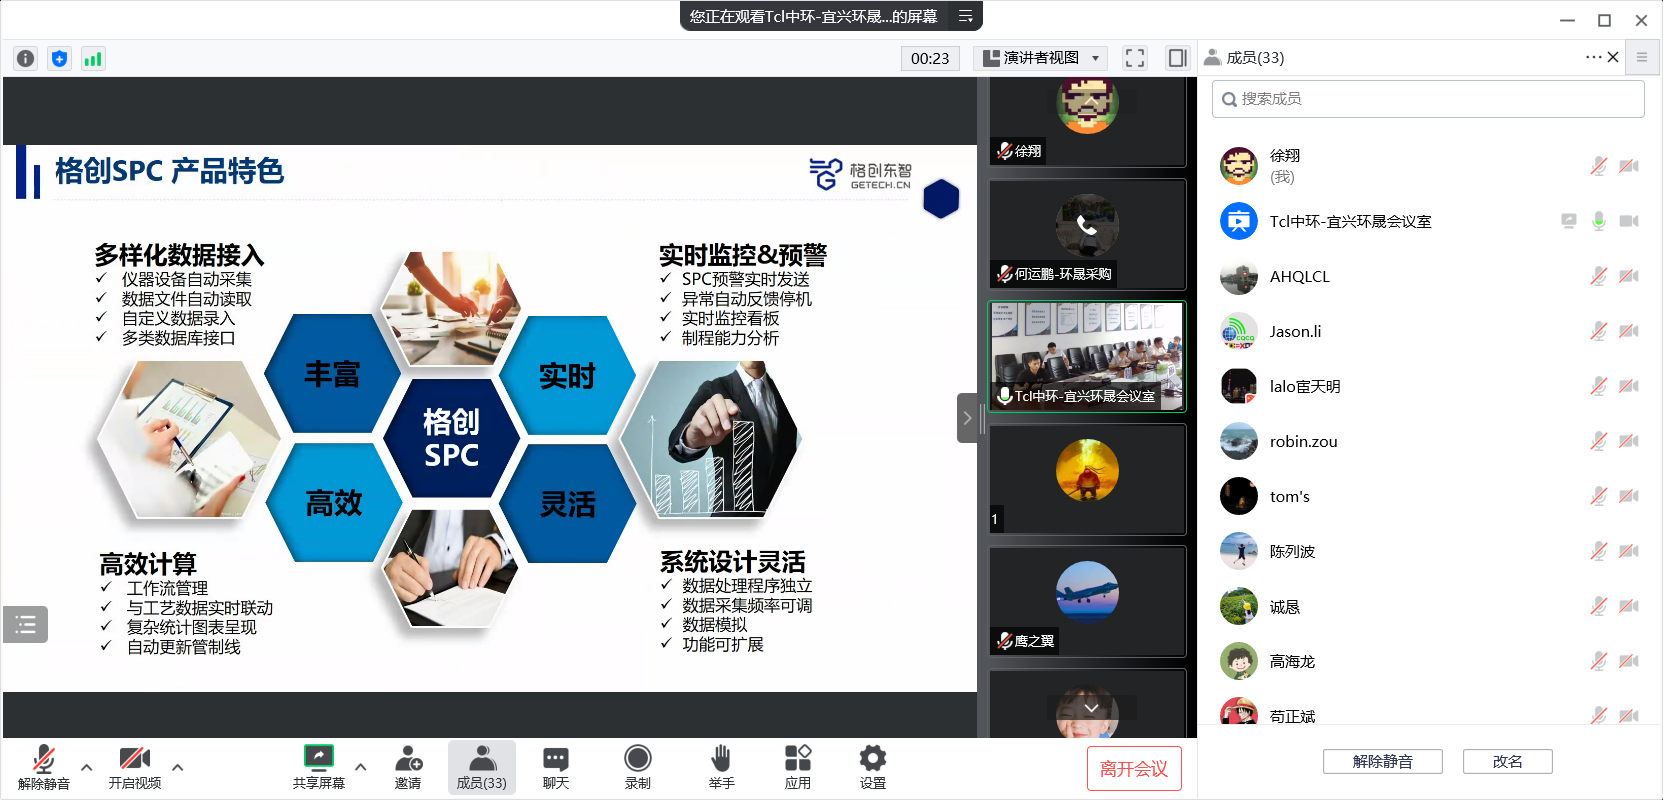 您正在观看Tcl中环-宜兴环晟...的屏幕
00:23
演讲者视图
成员(33)
搜索成员
格创SPC 产品特色
格创东智
GETECH.CN
多样化数据接入
✓ 仪器设备自动采集
✓ 数据文件自动读取
✓ 自定义数据录入
✓ 多类数据库接口
实时监控&预警
✓ SPC预警实时发送
✓ 异常自动反馈停机
✓ 实时监控看板
✓ 制程能力分析
丰富
实时
格创
SPC
高效
灵活
高效计算
✓ 工作流管理
✓ 与工艺数据实时联动
✓ 复杂统计图表呈现
✓ 自动更新管制线
系统设计灵活
✓ 数据处理程序独立
✓ 数据采集频率可调
✓ 数据模拟
✓ 功能可扩展
徐翔
何运鹏-环晟采购
Tcl中环-宜兴环晟会议室
1
鹰之翼
徐翔
(我)
Tcl中环-宜兴环晟会议室
AHQLCL
Jason.li
lalo宦天明
robin.zou
tom's
陈列波
诚恳
高海龙
苟正斌
解除静音
开启视频
共享屏幕
邀请
成员(33)
聊天
录制
举手
应用
设置
离开会议
解除静音
改名